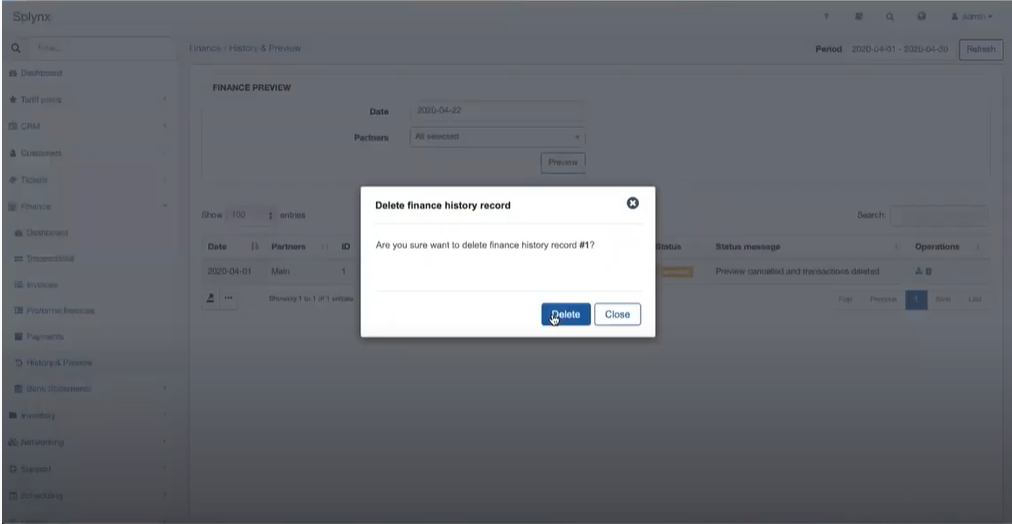 Splynx
? admin
Filter...
Finance / History & Preview
Period 2020-04-01 - 2020-04-30 Refresh
Dashboard
Tariff plans
CRM
Customers
Tickets
Finance
Dashboard
Transactions
Invoices
Proforma Invoices
Payments
History & Preview
Bank Statements
Inventory
Networking
Support
Scheduling
FINANCE PREVIEW
Date 2020-04-22
Partners All selected
Preview
Show 100 entries
Search:
Date Partners ID Status Status message Operations
2020-04-01 Main 1 Preview cancelled and transactions deleted
Showing 1 to 1 of 1 entries
Previous 1 Next Last
Delete finance history record
Are you sure want to delete finance history record #1?
Delete Close